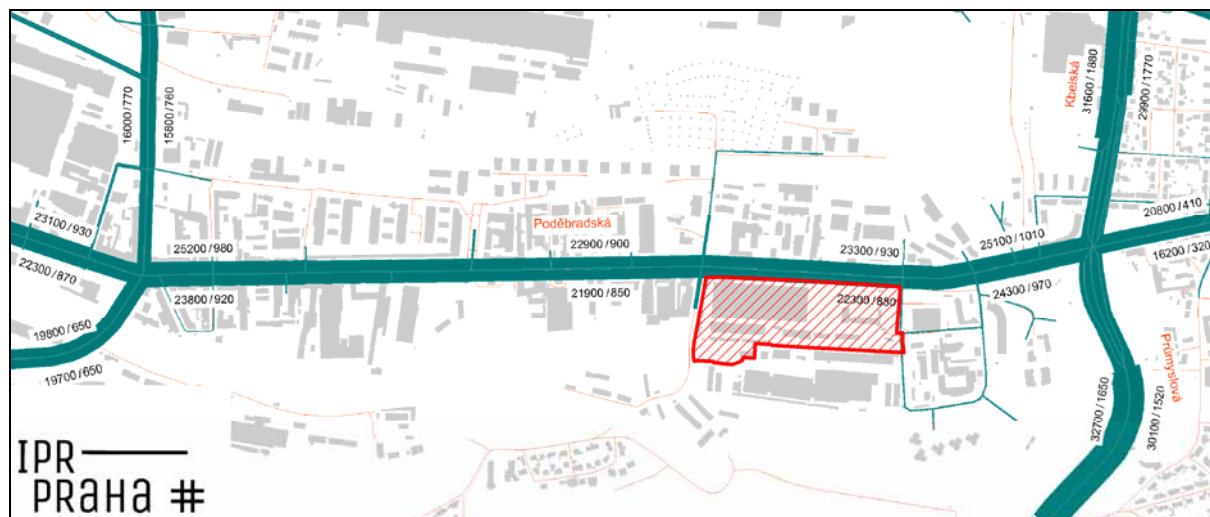 16000 / 770
15800 / 760
Kbelská
31600 / 1880
29900 / 1770
23100 / 930
22300 / 870
25200 / 980
23800 / 920
19800 / 650
19700 / 650
Poděbradská
22900 / 900
21900 / 850
23300 / 930
22300 / 880
25100 / 1010
24300 / 970
20800 / 410
16200 / 320
Průmyslová
32700 / 1650
30100 / 1520
IPR
PRAHA #